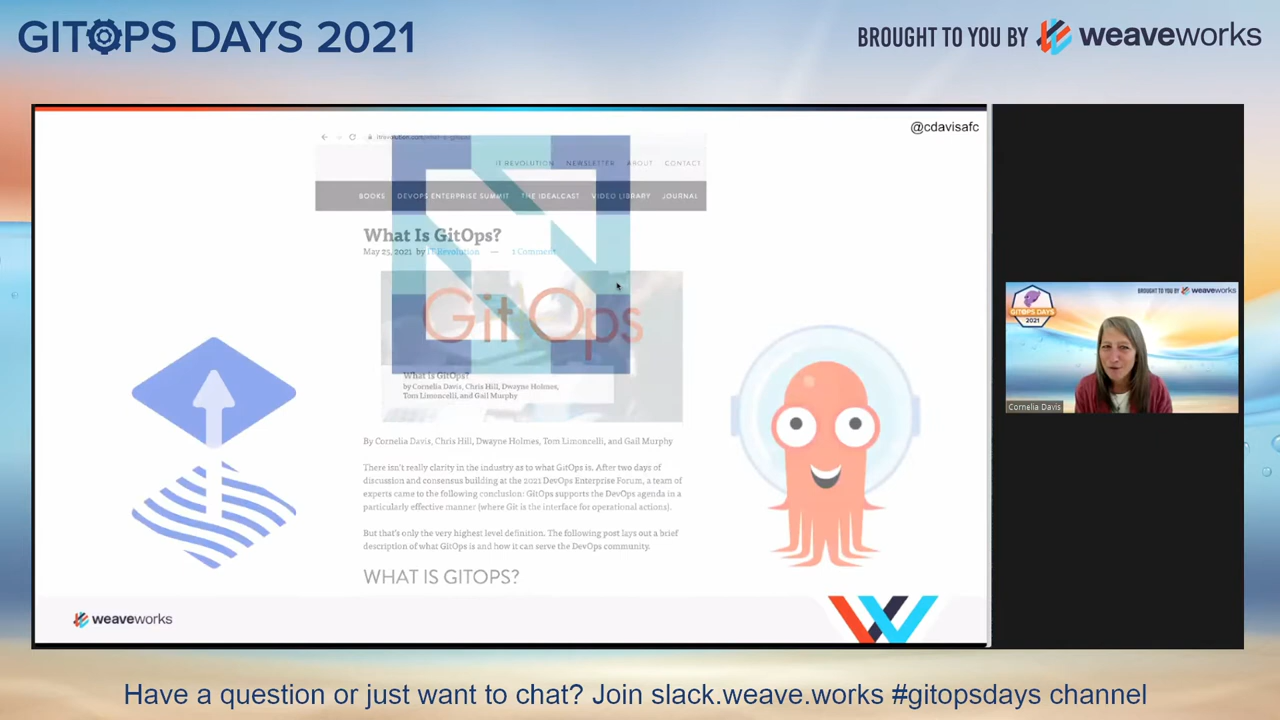 GITOPS DAYS 2021
BROUGHT TO YOU BY weaveworks
@cdavisafc
IT REVOLUTION NEWSLETTER ABOUT CONTACT
BOOKS DEVOPS ENTERPRISE SUMMIT THE IDEALCAST VIDEO LIBRARY JOURNAL
What Is GitOps?
May 25, 2021 by IT Revolution — 1 Comment
GitOps
What is GitOps?
by Cornelia Davis, Chris Hill, Dwayne Holmes,
Tom Limoncelli, and Gail Murphy
By Cornelia Davis, Chris Hill, Dwayne Holmes, Tom Limoncelli, and Gail Murphy
There isn't really clarity in the industry as to what GitOps is. After two days of
discussion and consensus building at the 2021 DevOps Enterprise Forum, a team of
experts came to the following conclusion: GitOps supports the DevOps agenda in a
particularly effective manner (where Git is the interface for operational actions).
But that's only the very highest level definition. The following post lays out a brief
description of what GitOps is and how it can serve the DevOps community.
WHAT IS GITOPS?
weaveworks
BROUGHT TO YOU BY weaveworks
GITOPS DAYS
2021
Cornelia Davis
Have a question or just want to chat? Join slack.weave.works #gitopsdays channel